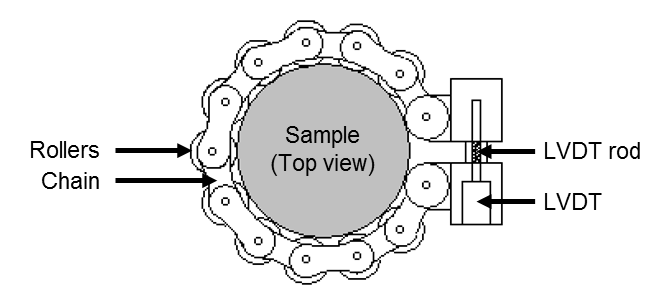 Sample
(Top view)
Rollers
Chain
LVDT rod
LVDT